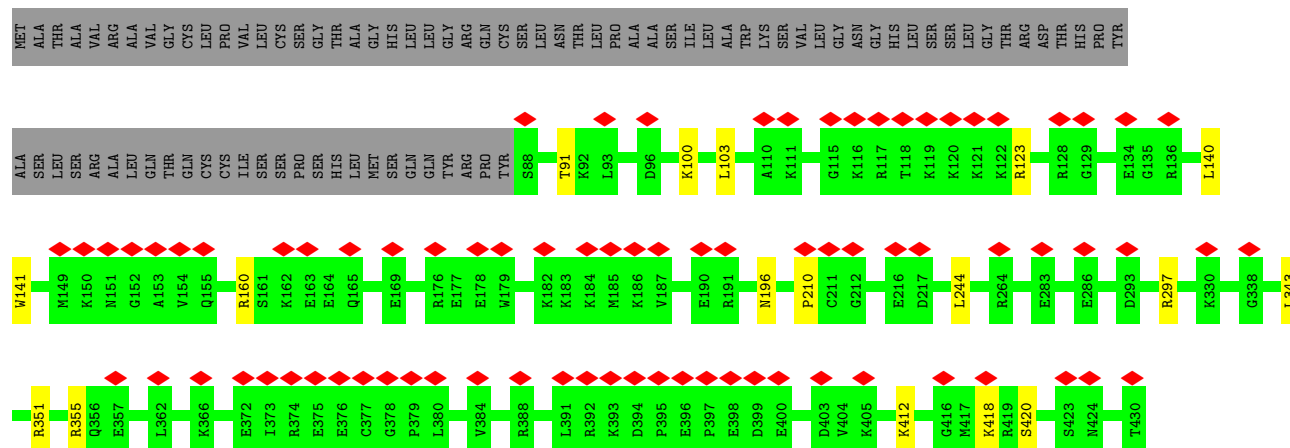 MET ALA THR ALA VAL ARG ALA VAL GLY CYS LEU PRO VAL LEU CYS SER GLY THR ALA GLY HIS LEU LEU GLY ARG GLN CYS SER LEU ASN THR LEU PRO ALA ALA SER ILE LEU ALA TRP LYS SER VAL LEU GLY ASN GLY HIS LEU SER SER LEU GLY THR ARG ASP THR HIS PRO TYR
ALA SER LEU SER ARG ALA LEU GLN THR GLN CYS CYS ILE SER SER PRO SER HIS LEU MET SER GLN GLN TYR ARG PRO TYR S88 T91 K92 L93 D96 K100 L103 A110 K111 G115 K116 R117 T118 K119 K120 K121 K122 R123 R128 G129 E134 G135 R136 L140
W141 M149 K150 N151 G152 A153 V154 Q155 R160 S161 K162 E163 E164 Q165 E169 R176 E177 E178 W179 K182 K183 K184 M185 K186 V187 E190 R191 N196 P210 C211 G212 E216 D217 L244 R264 E283 E286 D293 R297 K330 G338 L343
R351 R355 Q356 E357 L362 K366 E372 I373 R374 E375 E376 C377 G378 P379 L380 V384 R388 L391 R392 K393 D394 P395 E396 P397 E398 D399 E400 D403 V404 K405 K412 G416 M417 K418 R419 S420 S423 N424 T430